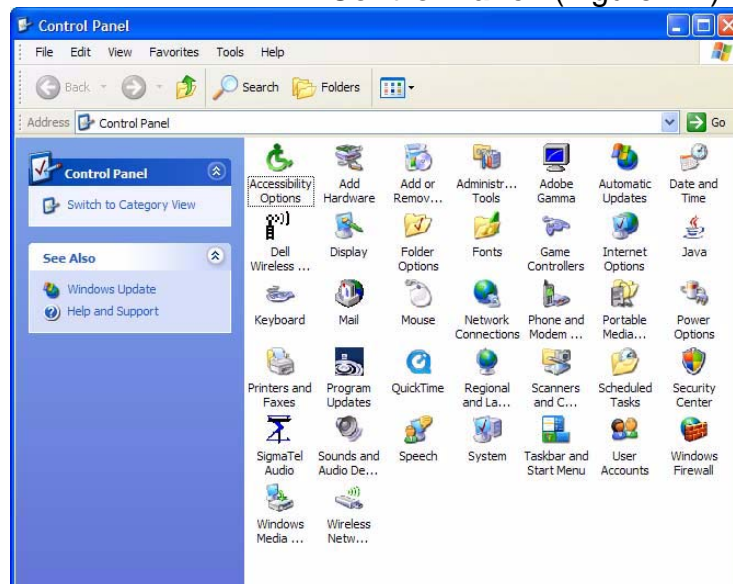 Control Panel
File Edit View Favorites Tools Help
Back Search Folders
Address Control Panel Go
Control Panel
Switch to Category View
See Also
Windows Update
Help and Support
Accessibility Options
Add Hardware
Add or Remov...
Administr... Tools
Adobe Gamma
Automatic Updates
Date and Time
Dell Wireless ...
Display
Folder Options
Fonts
Game Controllers
Internet Options
Java
Keyboard
Mail
Mouse
Network Connections
Phone and Modem ...
Portable Media...
Power Options
Printers and Faxes
Program Updates
QuickTime
Regional and La...
Scanners and C...
Scheduled Tasks
Security Center
SigmaTel Audio
Sounds and Audio De...
Speech
System
Taskbar and Start Menu
User Accounts
Windows Firewall
Windows Media ...
Wireless Netw...